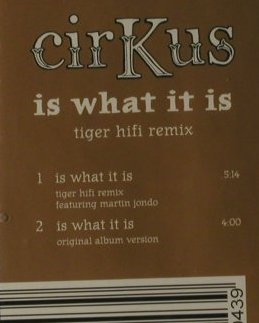 cirKus
is what it is
tiger hifi remix
1 is what it is 5:14
tiger hifi remix
featuring martin jondo
2 is what it is 4:00
original album version
6439